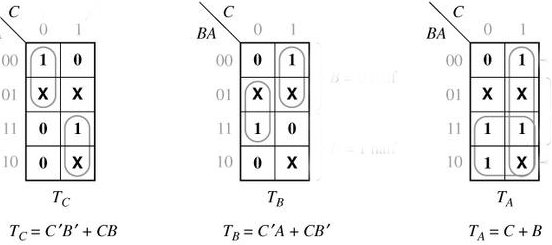 C C C
BA 0 1 BA 0 1
0 1
00 1 0 00 0 1 00 0 1
01 X X 01 X X 01 X X
11 0 1 11 1 0 11 1 1
10 0 X 10 0 X 10 1 X
T_C T_B T_A
T_C = C′B′ + CB T_B = C′A + CB′ T_A = C + B